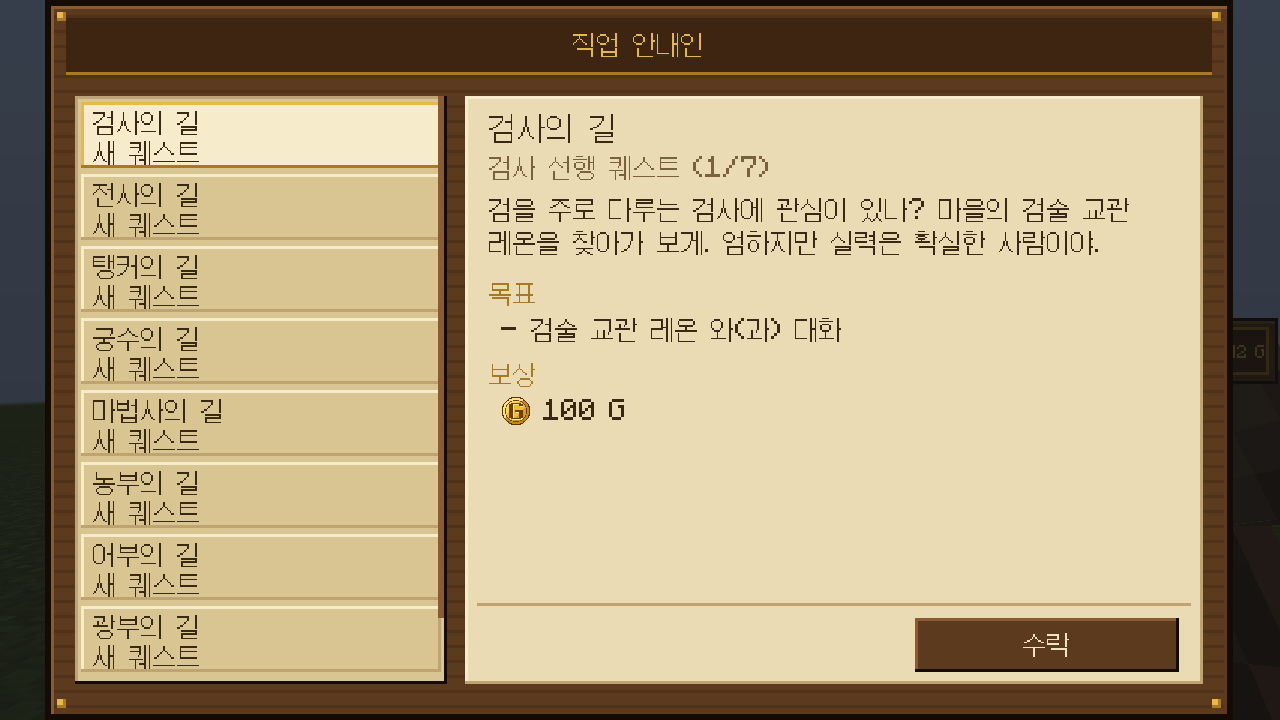 직업 안내인
검사의 길
새 퀘스트
전사의 길
새 퀘스트
탱커의 길
새 퀘스트
궁수의 길
새 퀘스트
마법사의 길
새 퀘스트
농부의 길
새 퀘스트
어부의 길
새 퀘스트
광부의 길
새 퀘스트
검사의 길
검사 선행 퀘스트 (1/7)
검을 주로 다루는 검사에 관심이 있나? 마을의 검술 교관
레온을 찾아가 보게. 엄하지만 실력은 확실한 사람이야.
목표
- 검술 교관 레온 와(과) 대화
보상
G 100 G
수락